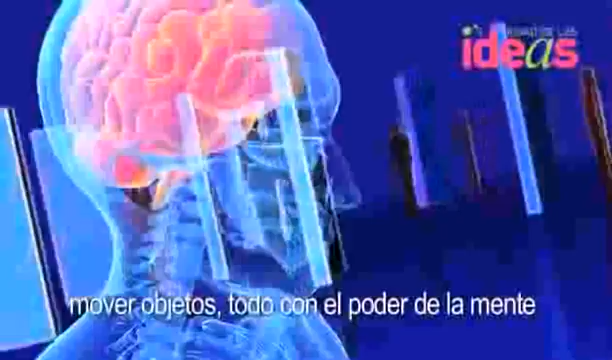 ideas
mover objetos, todo con el poder de la mente